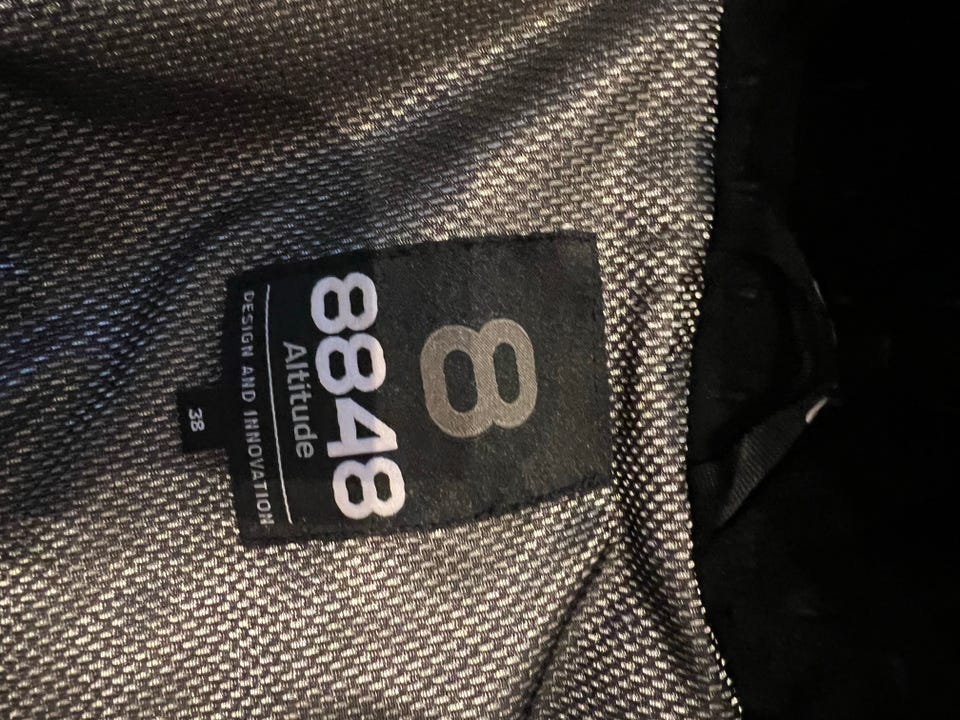 8
8848
Altitude
DESIGN AND INNOVATION
38